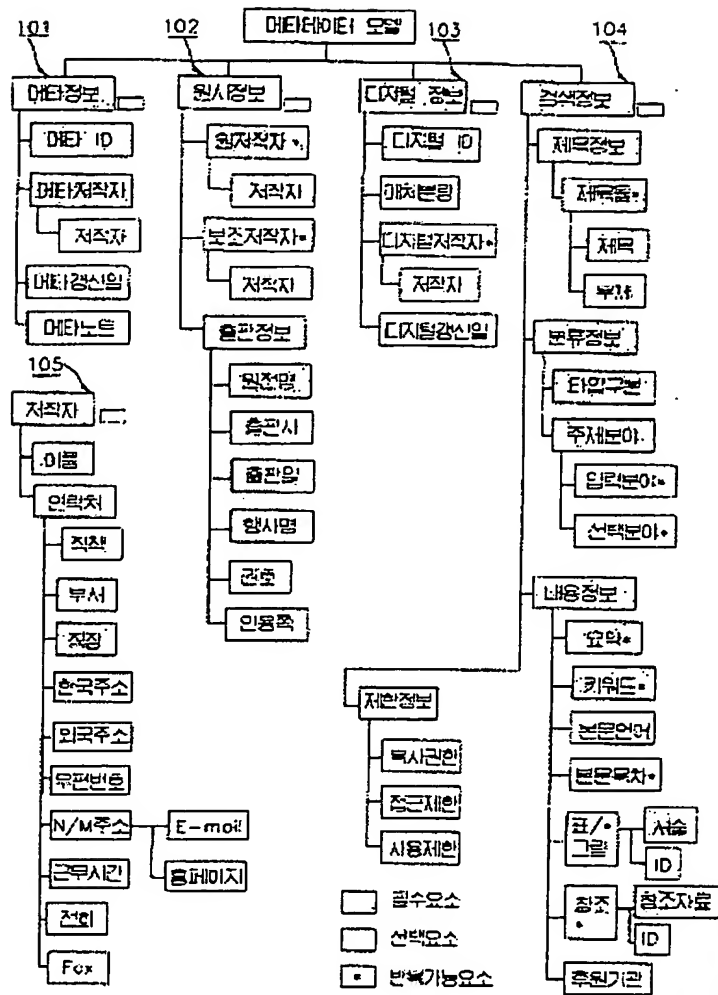 메타데이터 모델
101
102
103
104
메타정보
메타 ID
메타저작자
저작자
메타갱신일
메타노트
원시정보
원저작자 *
저작자
보조저작자*
저작자
출판정보
원전명
출판사
출판일
행사명
권호
인용쪽
디지털 정보
디지털 ID
매체분량
디지털저작자*
저작자
디지털갱신일
검색정보
제목정보
제목들*
제목
부제
분류정보
타입구분
주제분야
입력분야*
선택분야*
내용정보
요약*
키워드*
본문언어
본문목차*
표/*
그림
서술
ID
참조
*
참조자료
ID
후원기관
제한정보
복사권한
접근제한
사용제한
105
저작자
이름
연락처
직책
부서
직장
한국주소
외국주소
우편번호
N/M주소
E-mail
홈페이지
근무시간
전화
Fax
필수요소
선택요소
* 반복가능요소